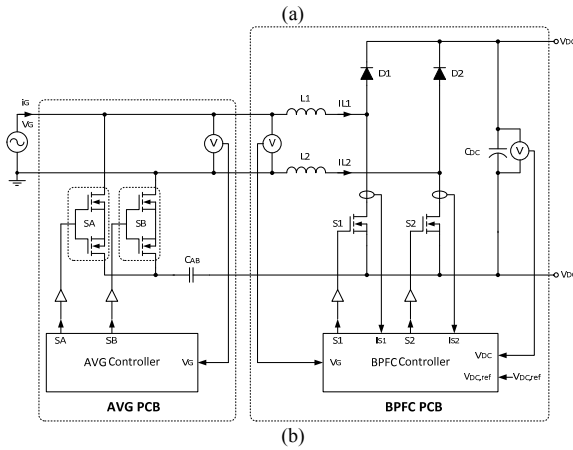 (a)
VDC
D1
D2
L1
IL1
iG
VG
V
V
CDC
V
L2
IL2
SA
SB
S1
S2
CAB
VDC
SA
SB
S1
IS1
S2
IS2
AVG Controller
VG
VG
BPFC Controller
VDC
VDC,ref
VDC,ref
AVG PCB
BPFC PCB
(b)